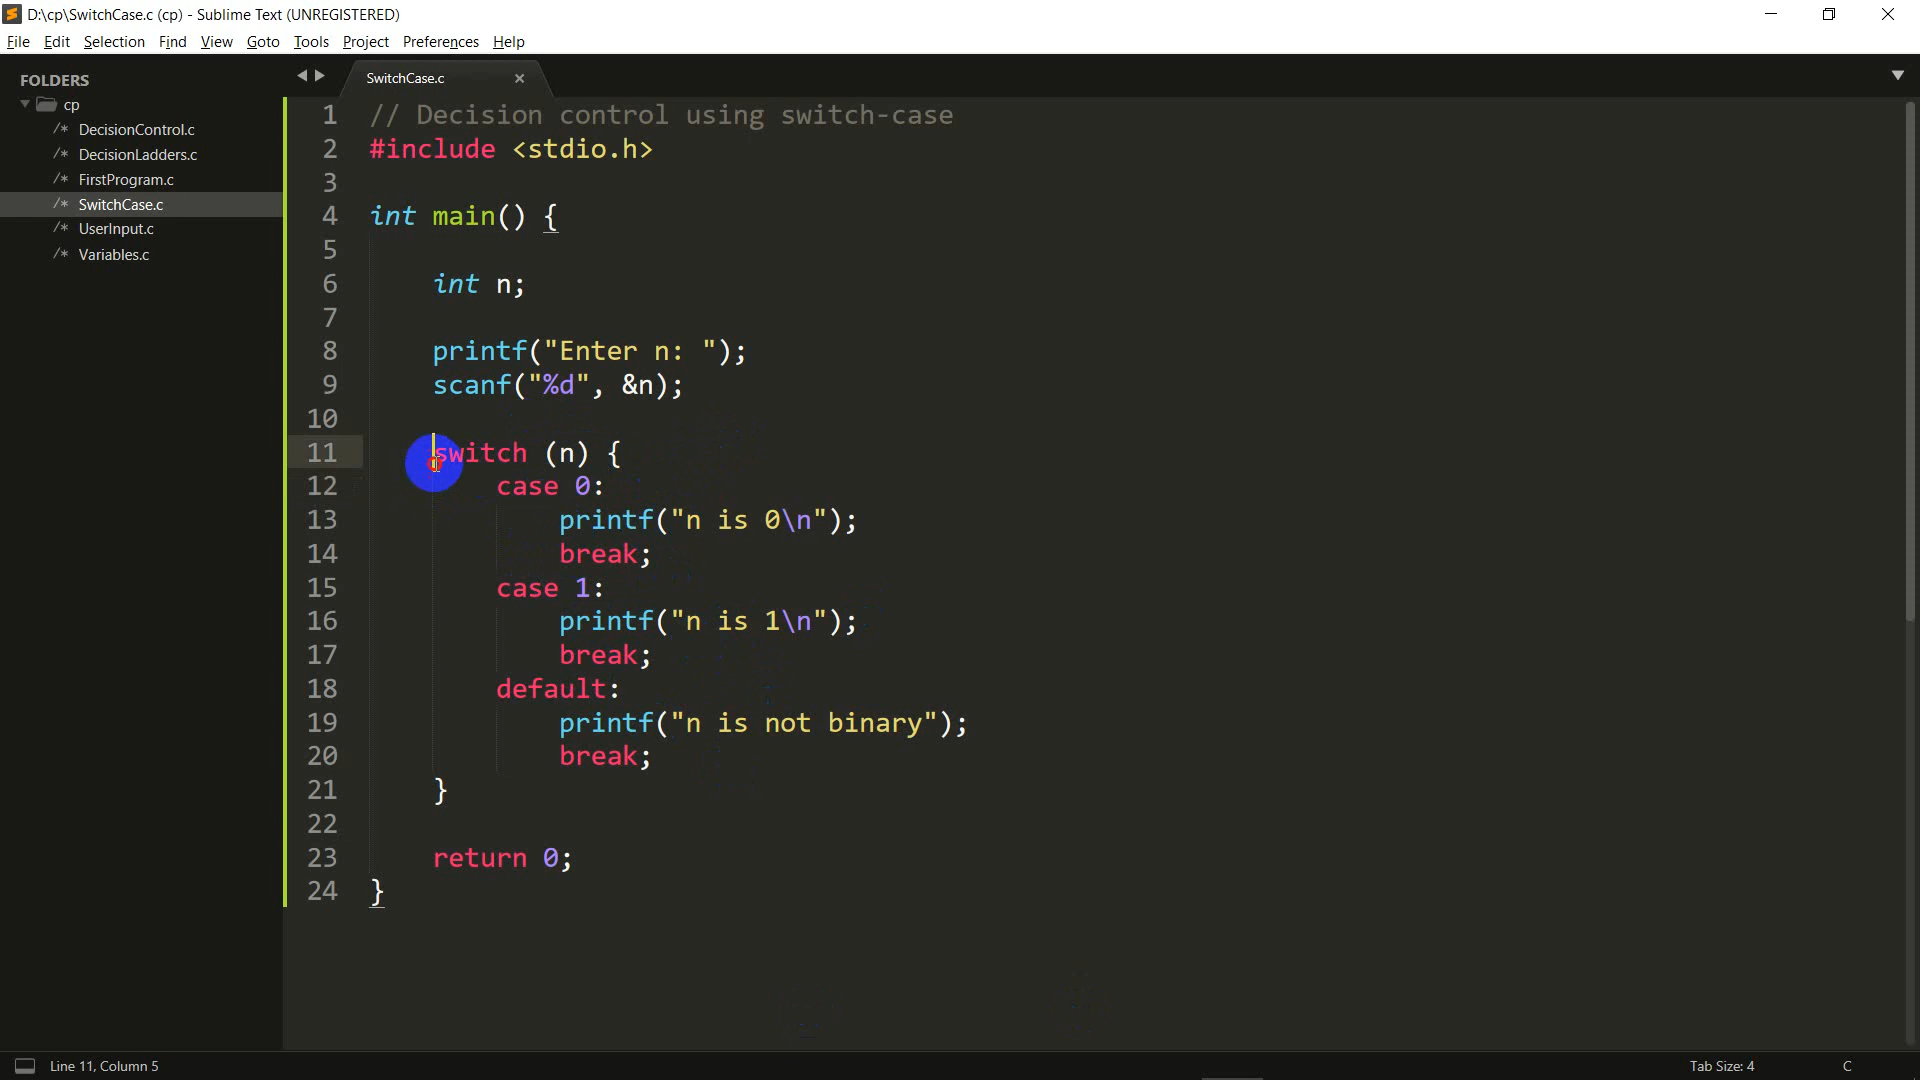 D:\cp\SwitchCase.c (cp) - Sublime Text (UNREGISTERED)
File Edit Selection Find View Goto Tools Project Preferences Help
FOLDERS
cp
/* DecisionControl.c
/* DecisionLadders.c
/* FirstProgram.c
/* SwitchCase.c
/* UserInput.c
/* Variables.c
SwitchCase.c
1 // Decision control using switch-case
2 #include <stdio.h>
3
4 int main() {
5
6 int n;
7
8 printf("Enter n: ");
9 scanf("%d", &n);
10
11 switch (n) {
12 case 0:
13 printf("n is 0\n");
14 break;
15 case 1:
16 printf("n is 1\n");
17 break;
18 default:
19 printf("n is not binary");
20 break;
21 }
22
23 return 0;
24 }
Line 11, Column 5
Tab Size: 4
C